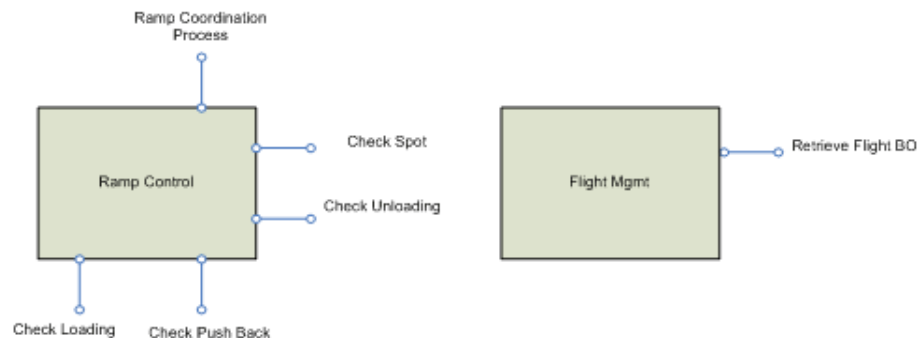 Ramp Coordination
Process
Check Spot
Retrieve Flight BO
Ramp Control
Flight Mgmt
Check Unloading
Check Loading
Check Push Back